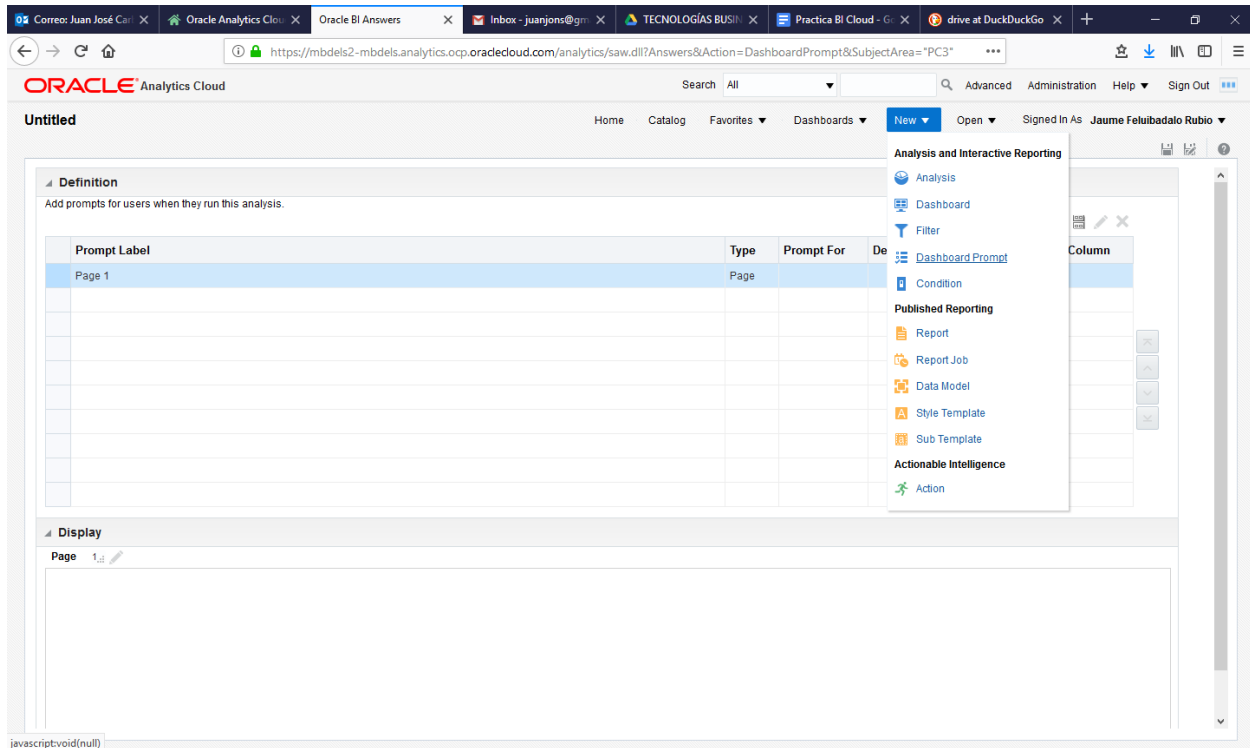 Correo: Juan José Carl
Oracle Analytics Clou
Oracle BI Answers
Inbox - juanjons@gm
TECNOLOGÍAS BUSIN
Practica BI Cloud - Go
drive at DuckDuckGo
https://mbdels2-mbdels.analytics.ocp.oraclecloud.com/analytics/saw.dll?Answers&Action=DashboardPrompt&SubjectArea="PC3"
ORACLE Analytics Cloud
Search All
Advanced
Administration
Help
Sign Out
Untitled
Home
Catalog
Favorites
Dashboards
New
Open
Signed In As Jaume Feluibadalo Rubio
Definition
Add prompts for users when they run this analysis.
Prompt Label
Type
Prompt For
De
Column
Page 1
Page
Analysis and Interactive Reporting
Analysis
Dashboard
Filter
Dashboard Prompt
Condition
Published Reporting
Report
Report Job
Data Model
Style Template
Sub Template
Actionable Intelligence
Action
Display
Page
1
javascript:void(null)